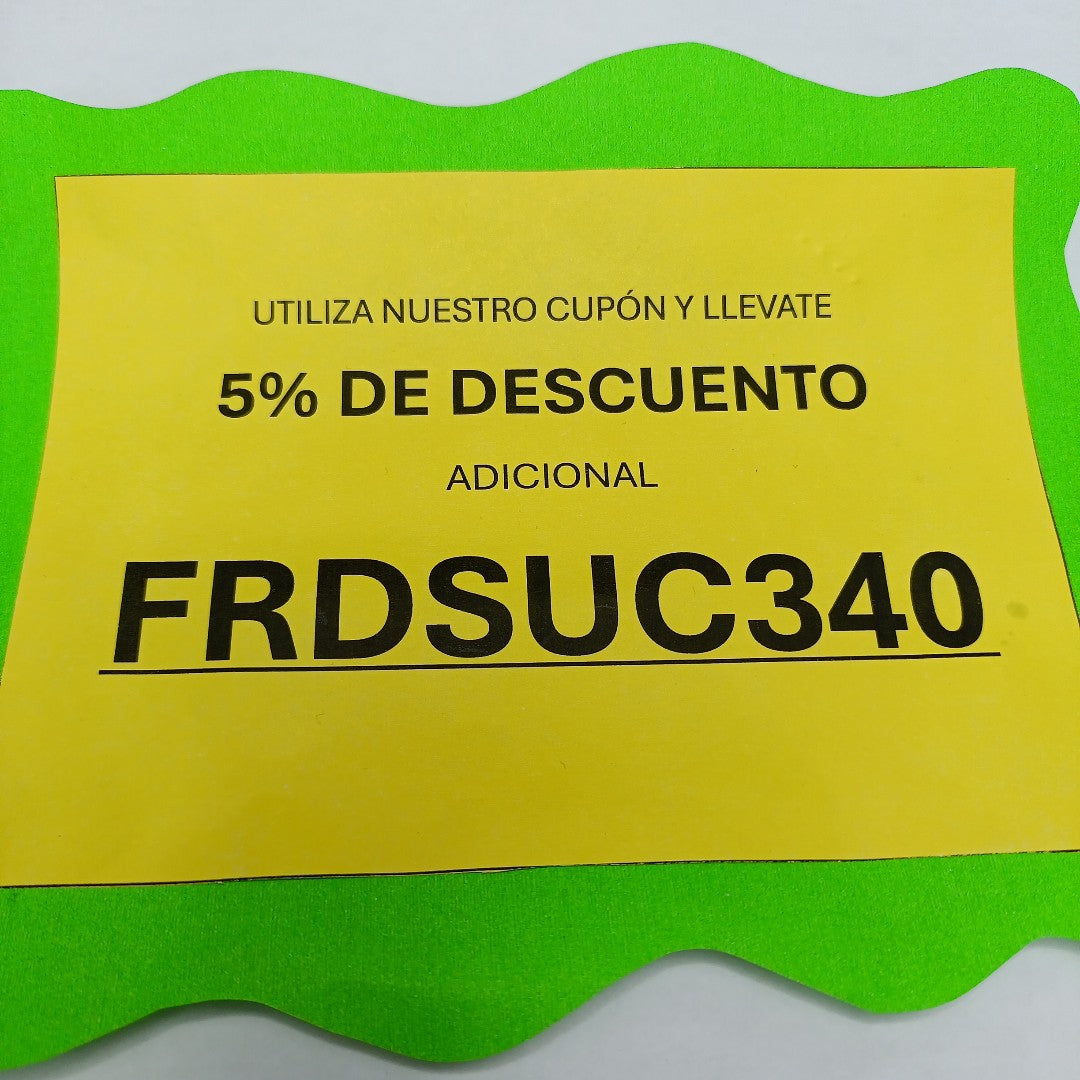 UTILIZA NUESTRO CUPÓN Y LLEVATE
5% DE DESCUENTO
ADICIONAL
FRDSUC340